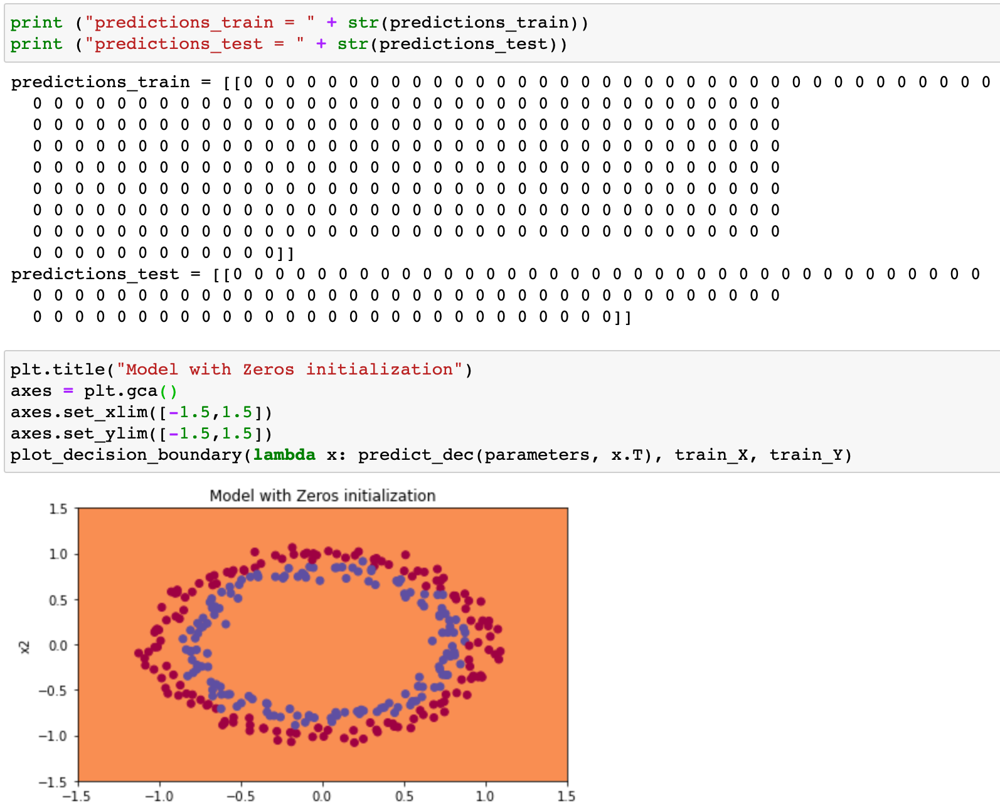 print ("predictions_train = " + str(predictions_train))
print ("predictions_test = " + str(predictions_test))
predictions_train = [[0 0 0 0 0 0 0 0 0 0 0 0 0 0 0 0 0 0 0 0 0 0 0 0 0 0 0 0 0 0 0 0 0 0 0 0
0 0 0 0 0 0 0 0 0 0 0 0 0 0 0 0 0 0 0 0 0 0 0 0 0 0 0 0 0 0 0 0 0 0 0 0
0 0 0 0 0 0 0 0 0 0 0 0 0 0 0 0 0 0 0 0 0 0 0 0 0 0 0 0 0 0 0 0 0 0 0 0
0 0 0 0 0 0 0 0 0 0 0 0 0 0 0 0 0 0 0 0 0 0 0 0 0 0 0 0 0 0 0 0 0 0 0 0
0 0 0 0 0 0 0 0 0 0 0 0 0 0 0 0 0 0 0 0 0 0 0 0 0 0 0 0 0 0 0 0 0 0 0 0
0 0 0 0 0 0 0 0 0 0 0 0 0 0 0 0 0 0 0 0 0 0 0 0 0 0 0 0 0 0 0 0 0 0 0 0
0 0 0 0 0 0 0 0 0 0 0 0 0 0 0 0 0 0 0 0 0 0 0 0 0 0 0 0 0 0 0 0 0 0 0 0
0 0 0 0 0 0 0 0 0 0 0 0 0 0 0 0 0 0 0 0 0 0 0 0 0 0 0 0 0 0 0 0 0 0 0 0
0 0 0 0 0 0 0 0 0 0 0 0]]
predictions_test = [[0 0 0 0 0 0 0 0 0 0 0 0 0 0 0 0 0 0 0 0 0 0 0 0 0 0 0 0 0 0 0 0 0 0 0 0
0 0 0 0 0 0 0 0 0 0 0 0 0 0 0 0 0 0 0 0 0 0 0 0 0 0 0 0 0 0 0 0 0 0 0 0
0 0 0 0 0 0 0 0 0 0 0 0 0 0 0 0 0 0 0 0 0 0 0 0 0 0 0 0]]
plt.title("Model with Zeros initialization")
axes = plt.gca()
axes.set_xlim([-1.5,1.5])
axes.set_ylim([-1.5,1.5])
plot_decision_boundary(lambda x: predict_dec(parameters, x.T), train_X, train_Y)
Model with Zeros initialization
1.5
1.0
0.5
0.0
−0.5
−1.0
−1.5
x2
−1.5 −1.0 −0.5 0.0 0.5 1.0 1.5